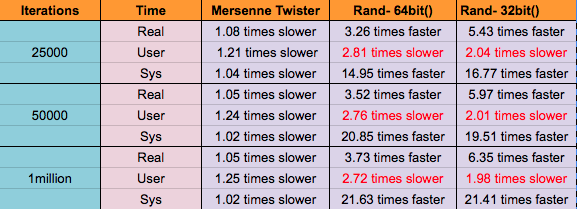 Iterations Time Mersenne Twister Rand- 64bit() Rand- 32bit()
Real 1.08 times slower 3.26 times faster 5.43 times faster
25000 User 1.21 times slower 2.81 times slower 2.04 times slower
Sys 1.04 times slower 14.95 times faster 16.77 times faster
Real 1.05 times slower 3.52 times faster 5.97 times faster
50000 User 1.24 times slower 2.76 times slower 2.01 times slower
Sys 1.02 times slower 20.85 times faster 19.51 times faster
Real 1.05 times slower 3.73 times faster 6.35 times faster
1million User 1.25 times slower 2.72 times slower 1.98 times slower
Sys 1.02 times slower 21.63 times faster 21.41 times faster